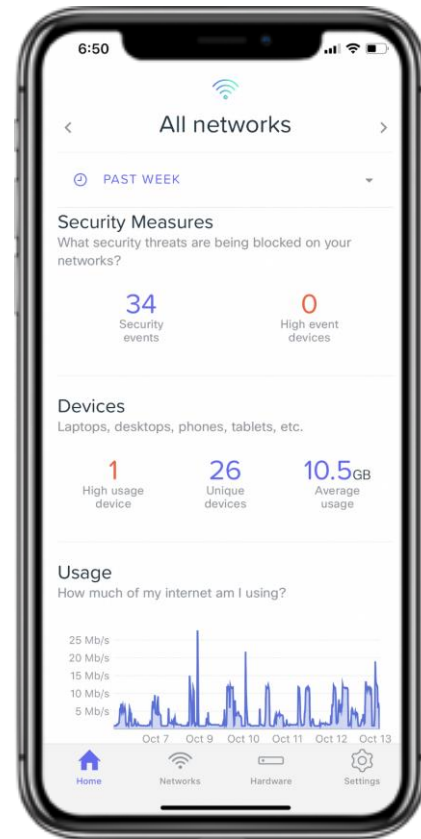 6:50
All networks
PAST WEEK
Security Measures
What security threats are being blocked on your
networks?
34
Security
events
0
High event
devices
Devices
Laptops, desktops, phones, tablets, etc.
1
High usage
device
26
Unique
devices
10.5GB
Average
usage
Usage
How much of my internet am I using?
25 Mb/s
20 Mb/s
15 Mb/s
10 Mb/s
5 Mb/s
Oct 7 Oct 9 Oct 10 Oct 11 Oct 12 Oct 13
Home
Networks
Hardware
Settings